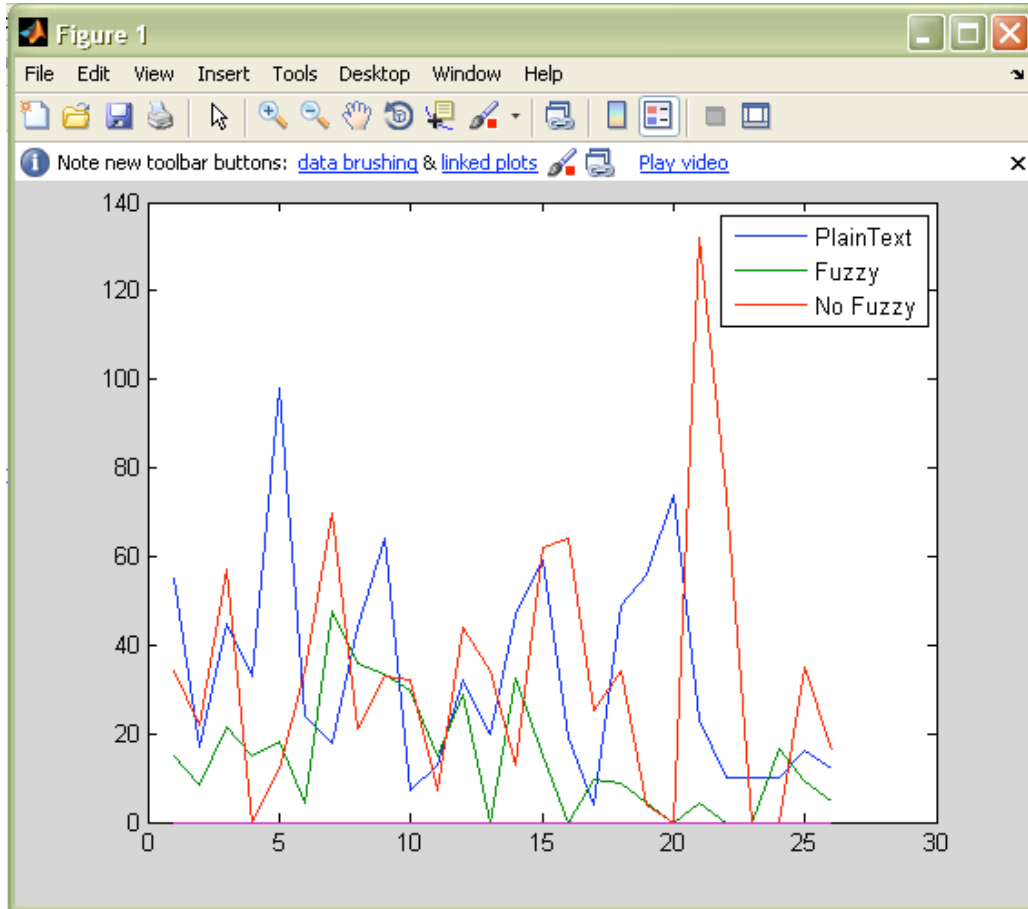 Figure 1
File Edit View Insert Tools Desktop Window Help
Note new toolbar buttons: data brushing & linked plots Play video
140
120
100
80
60
40
20
0
0 5 10 15 20 25 30
PlainText
Fuzzy
No Fuzzy